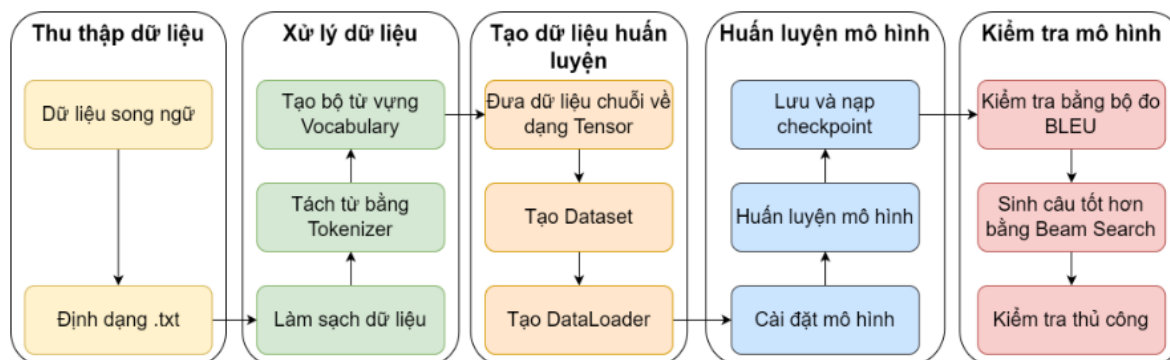 Thu thập dữ liệu
Dữ liệu song ngữ
Định dạng .txt
Xử lý dữ liệu
Tạo bộ từ vựng
Vocabulary
Tách từ bằng
Tokenizer
Làm sạch dữ liệu
Tạo dữ liệu huấn
luyện
Đưa dữ liệu chuỗi về
dạng Tensor
Tạo Dataset
Tạo DataLoader
Huấn luyện mô hình
Lưu và nạp
checkpoint
Huấn luyện mô hình
Cài đặt mô hình
Kiểm tra mô hình
Kiểm tra bằng bộ đo
BLEU
Sinh câu tốt hơn
bằng Beam Search
Kiểm tra thủ công